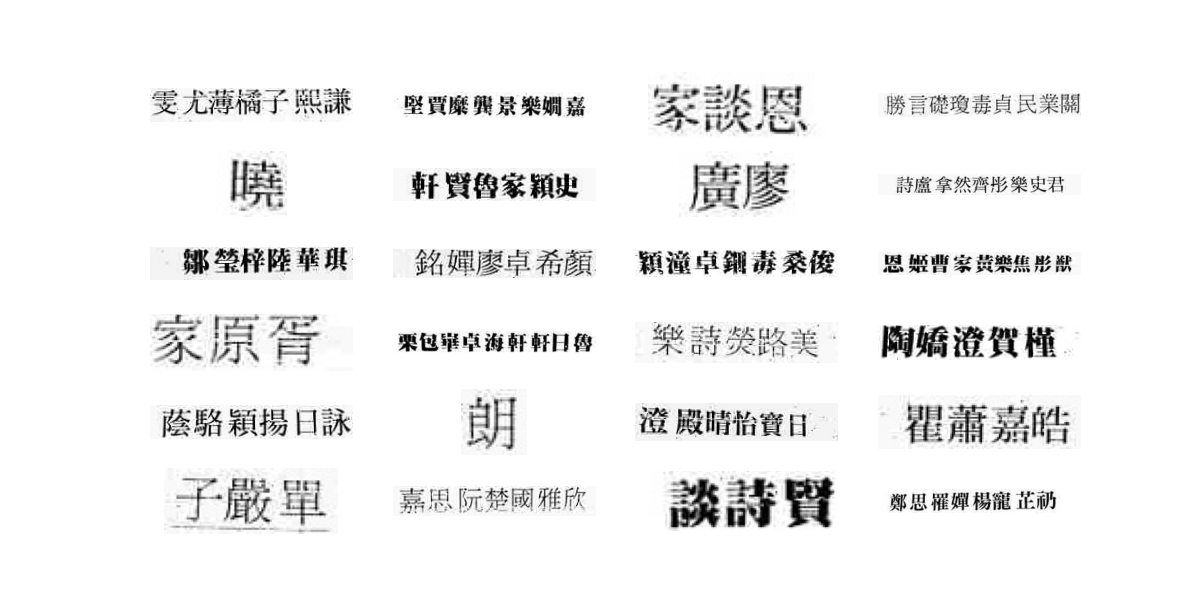 雯尤薄橘子熙謙
堅賈糜龔景樂嫺嘉
家談恩
勝言礎瓊毒貞民業關
曉
軒賢魯家穎史
廣廖
詩盧拿然齊彤樂史君
鄒瑩梓陸華琪
銘嬋廖卓希顏
穎潼卓鍘毒桑俊
恩姬曹家黃樂焦彤猷
家原胥
栗包單卓海軒軒日魯
樂詩熒路美
陶嬌澄賀槿
蔭駱穎揚日詠
朗
澄殿晴怡寶日
瞿蕭嘉皓
子嚴單
嘉思阮楚國雅欣
談詩賢
鄭思羅嬋楊寵芷礽